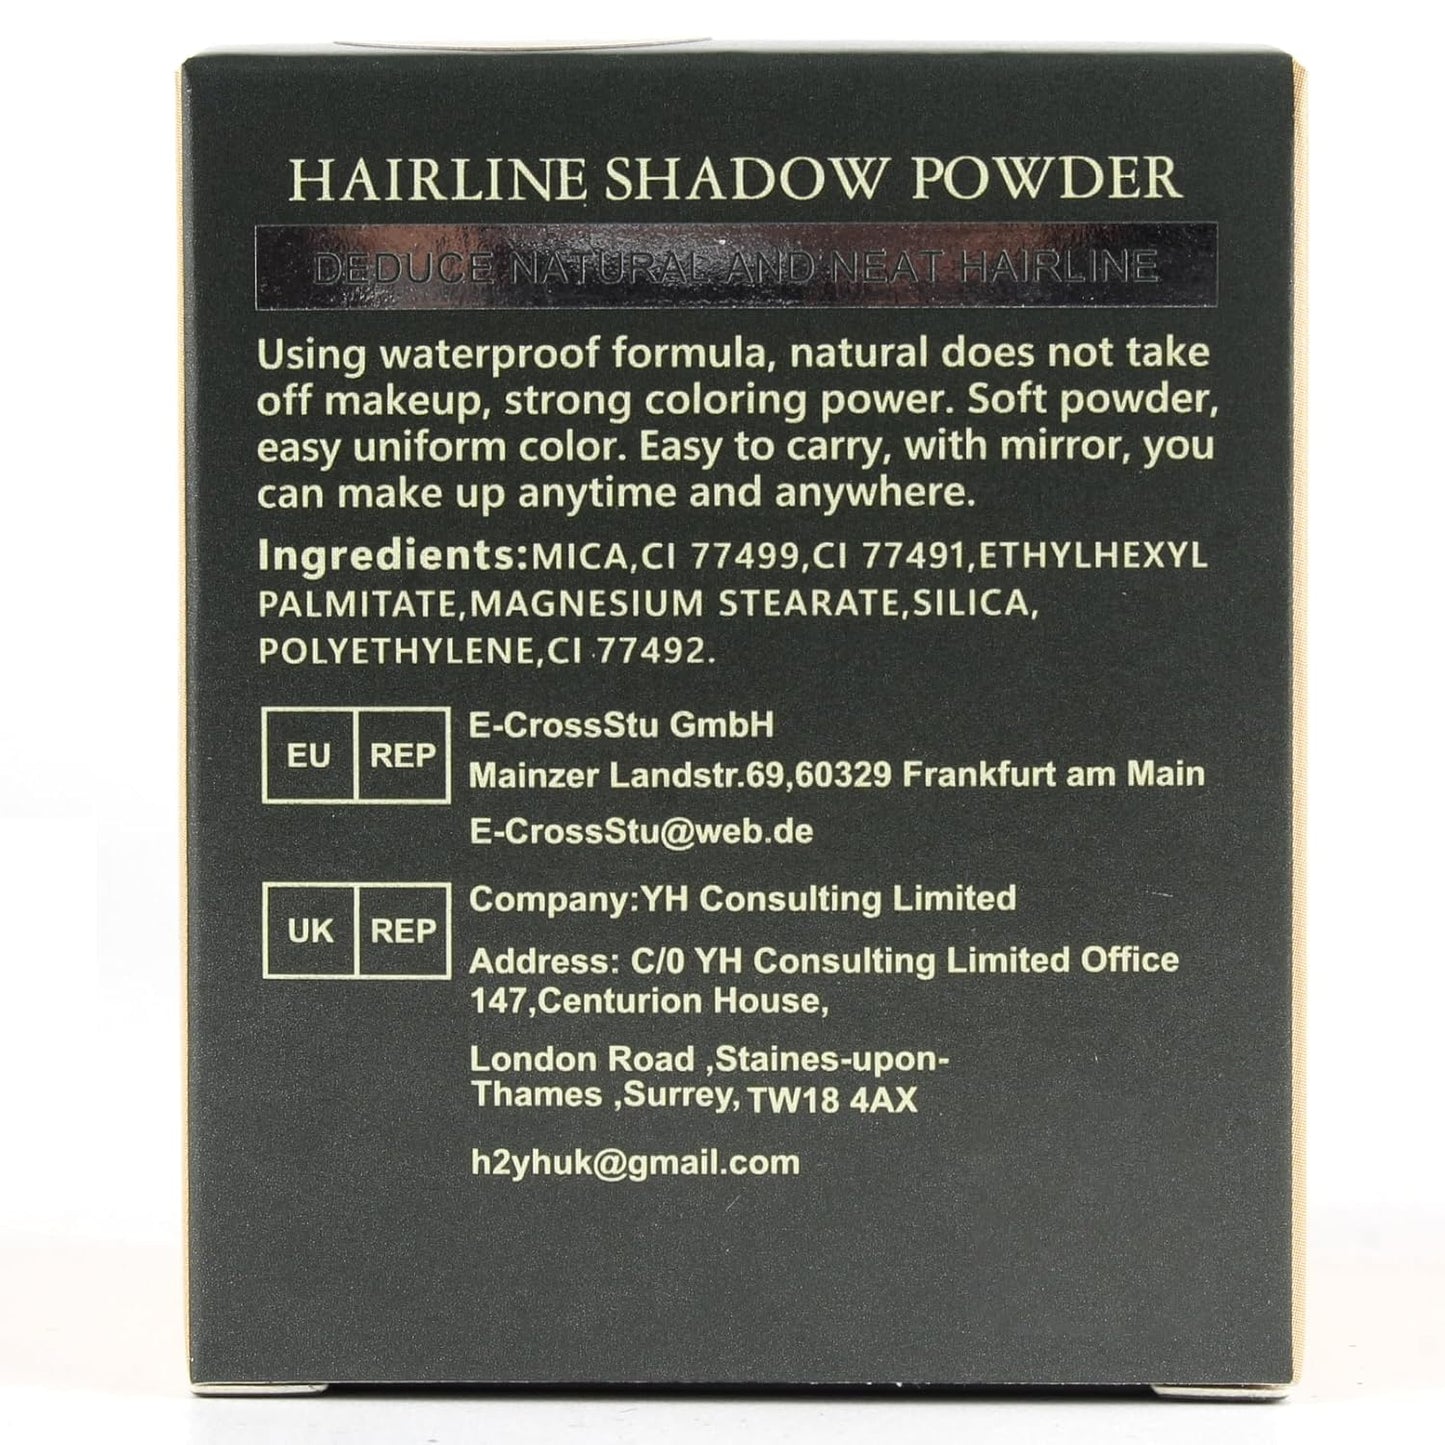 HAIRLINE SHADOW POWDER
DEDUCE NATURAL AND NEAT HAIRLINE
Using waterproof formula, natural does not take
off makeup, strong coloring power. Soft powder,
easy uniform color. Easy to carry, with mirror, you
can make up anytime and anywhere.
Ingredients:MICA,CI 77499,CI 77491,ETHYLHEXYL
PALMITATE,MAGNESIUM STEARATE,SILICA,
POLYETHYLENE,CI 77492.
EU REP
E-CrossStu GmbH
Mainzer Landstr.69,60329 Frankfurt am Main
E-CrossStu@web.de
UK REP
Company:YH Consulting Limited
Address: C/0 YH Consulting Limited Office
147,Centurion House,
London Road ,Staines-upon-
Thames ,Surrey, TW18 4AX
h2yhuk@gmail.com